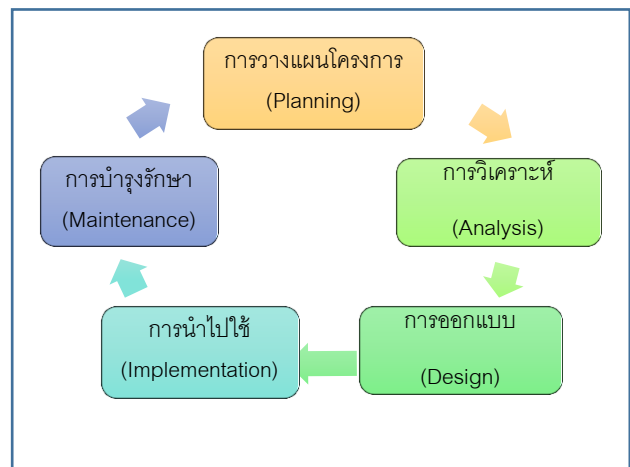 การวางแผนโครงการ
(Planning)
การวิเคราะห์
(Analysis)
การออกแบบ
(Design)
การนำไปใช้
(Implementation)
การบำรุงรักษา
(Maintenance)